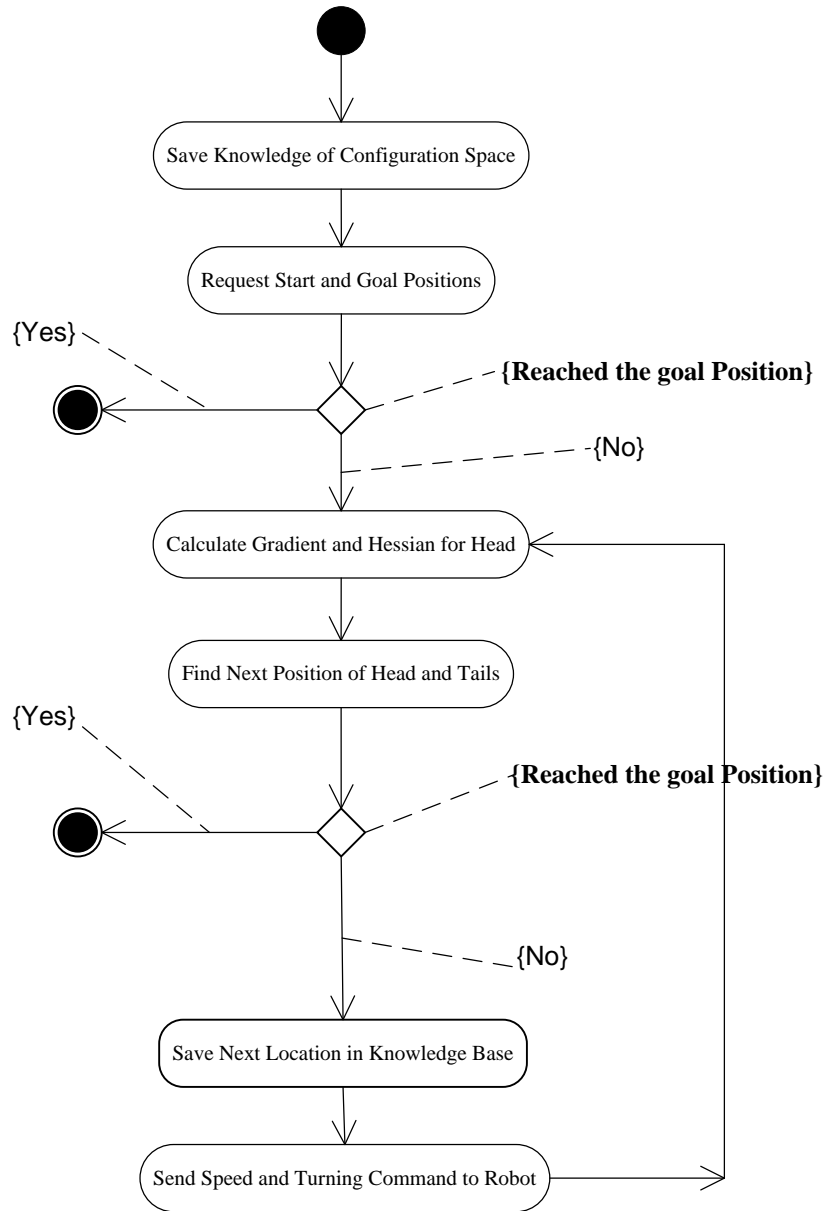 Save Knowledge of Configuration Space
Request Start and Goal Positions
{Yes}
{Reached the goal Position}
{No}
Calculate Gradient and Hessian for Head
Find Next Position of Head and Tails
{Yes}
{Reached the goal Position}
{No}
Save Next Location in Knowledge Base
Send Speed and Turning Command to Robot